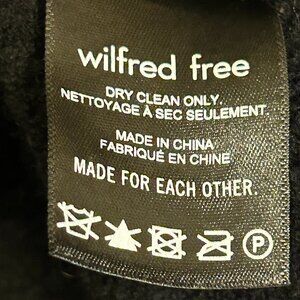 wilfred free
DRY CLEAN ONLY.
NETTOYAGE À SEC SEULEMENT.
MADE IN CHINA
FABRIQUÉ EN CHINE
MADE FOR EACH OTHER.
P